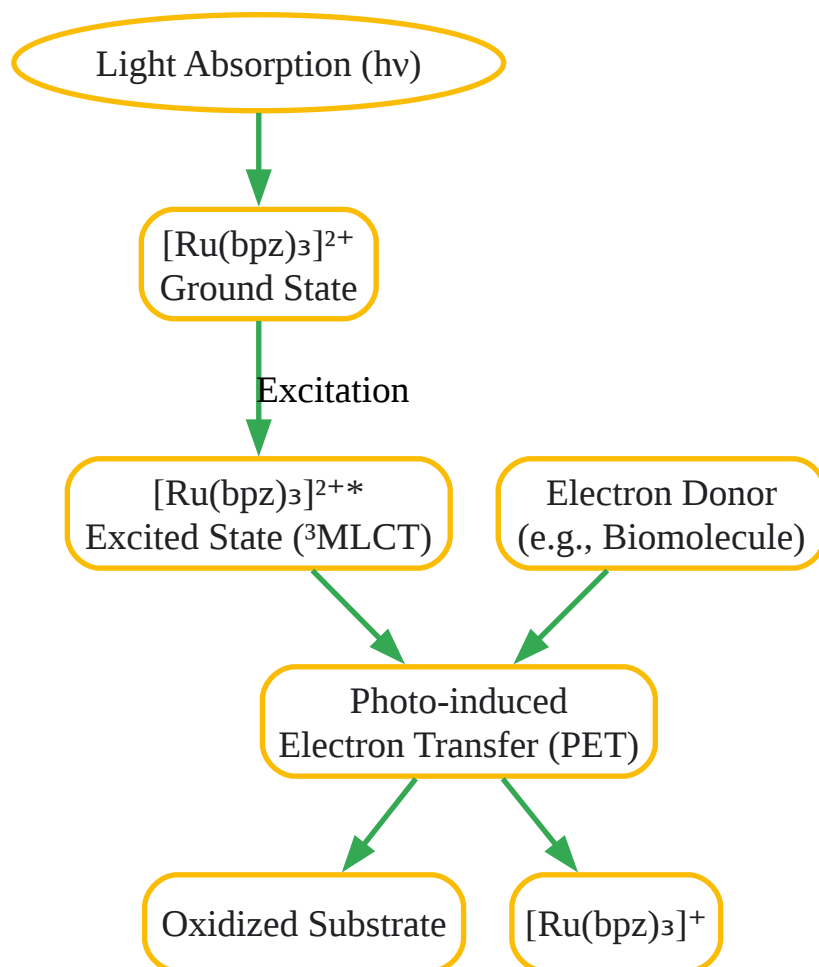 Light Absorption (hν)
[Ru(bpz)₃]²⁺
Ground State
Excitation
[Ru(bpz)₃]²⁺*
Excited State (³MLCT)
Electron Donor
(e.g., Biomolecule)
Photo-induced
Electron Transfer (PET)
Oxidized Substrate
[Ru(bpz)₃]⁺